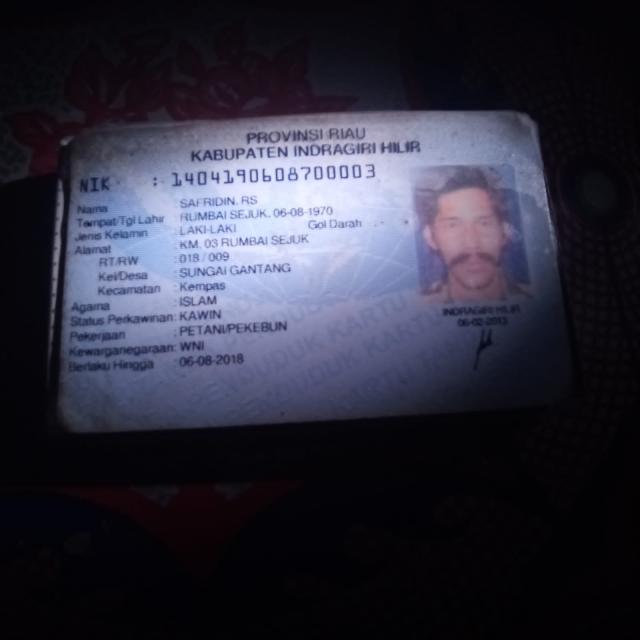 PROVINSI RIAU
KABUPATEN INDRAGIRI HILIR
NIK : 1404190608700003
Nama : SAFRIDIN. RS
Tempat/Tgl Lahir : RUMBAI SEJUK, 06-08-1970
Jenis Kelamin : LAKI-LAKI Gol Darah : -
Alamat : KM. 03 RUMBAI SEJUK
RT/RW : 018 / 009
Kel/Desa : SUNGAI GANTANG
Kecamatan : Kempas
Agama : ISLAM
Status Perkawinan: KAWIN
Pekerjaan : PETANI/PEKEBUN
Kewarganegaraan: WNI
Berlaku Hingga : 06-08-2018
INDRAGIRI HILIR
06-02-2013